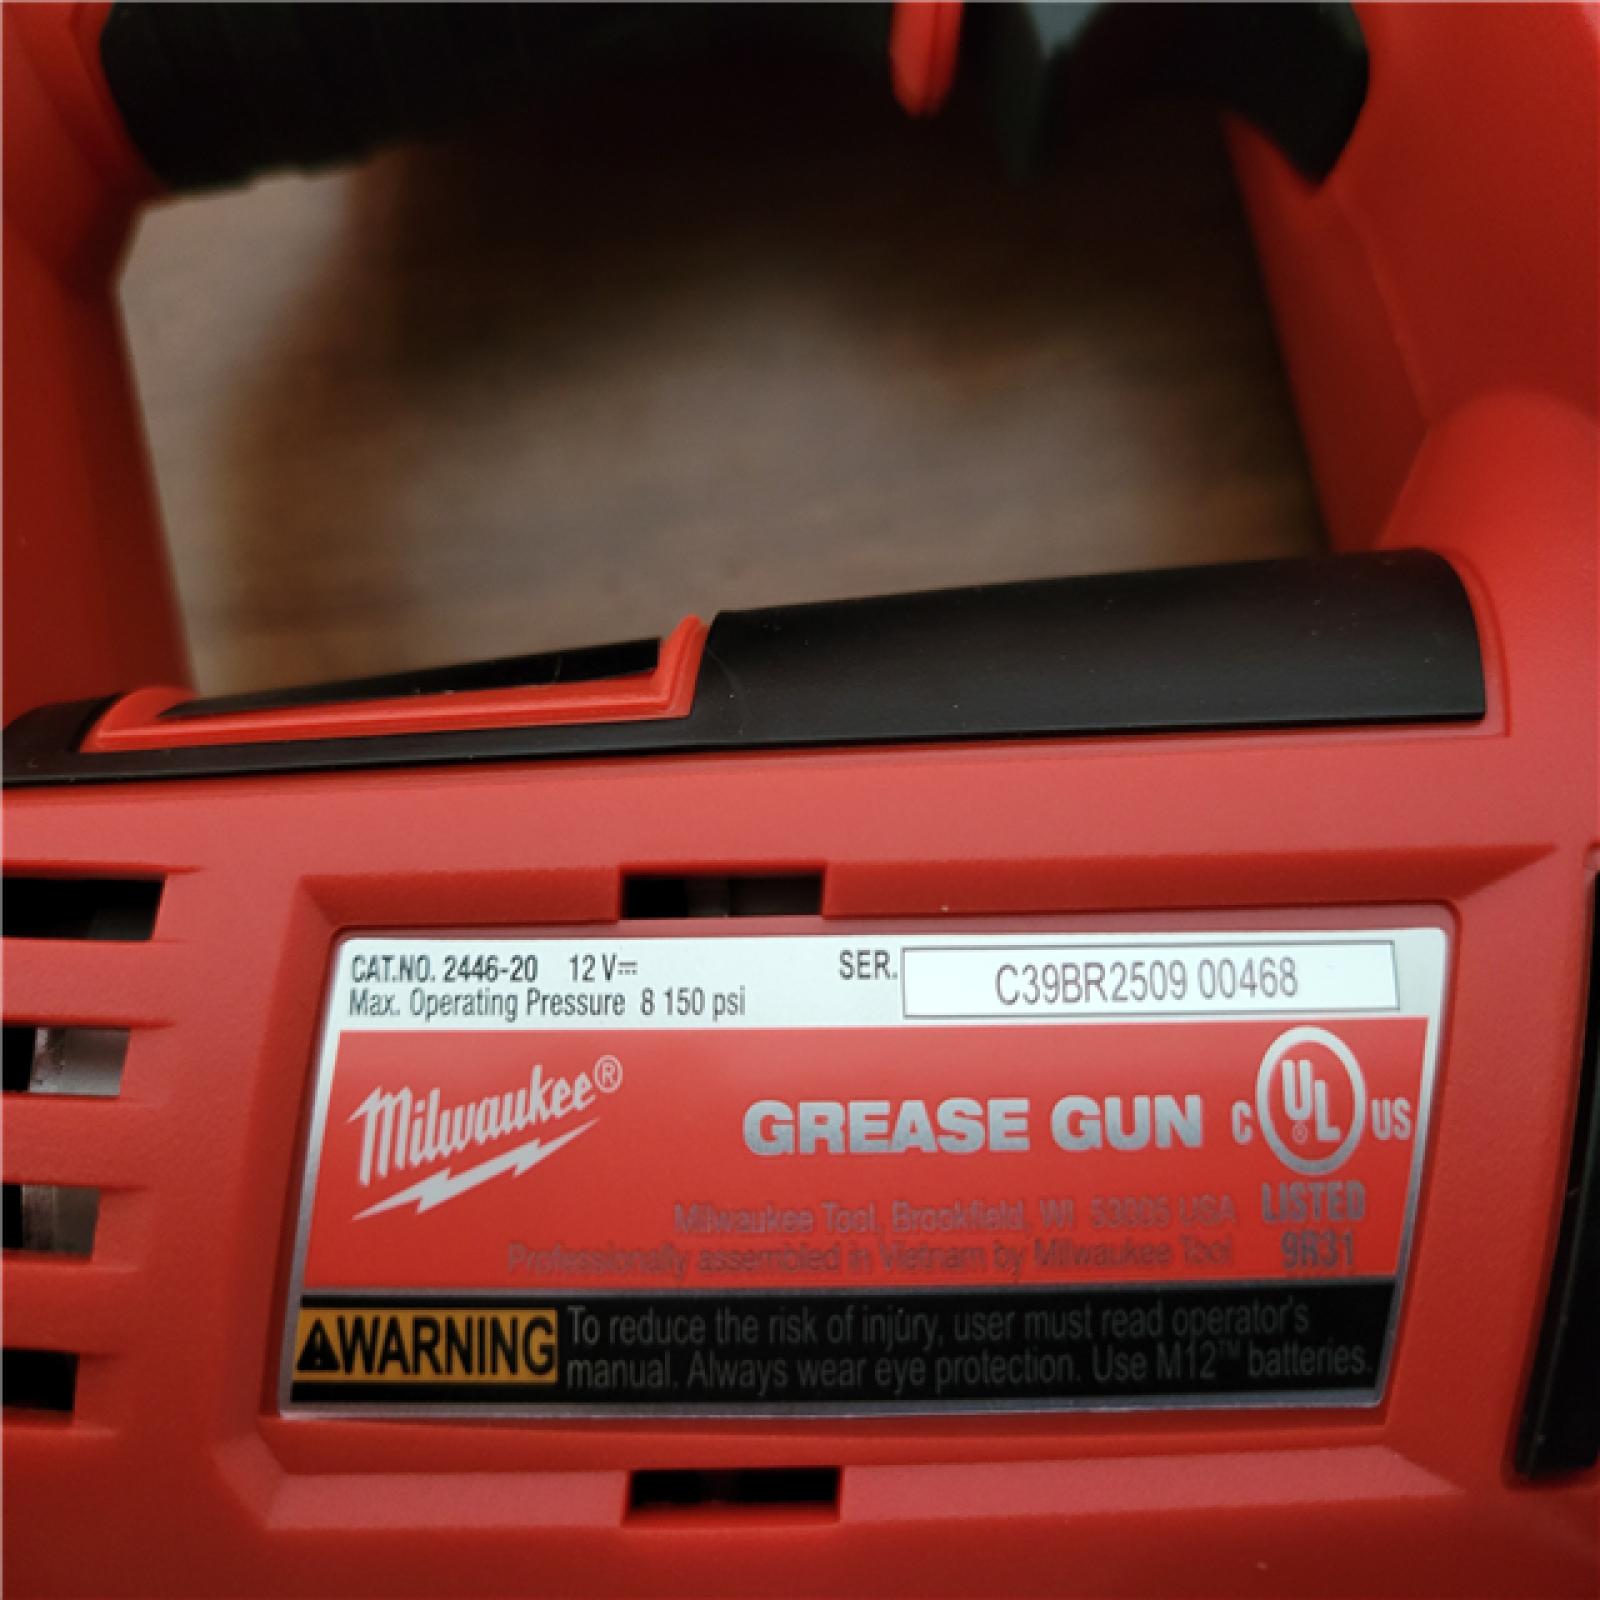 CAT.NO. 2446-20 12 V⎓
Max. Operating Pressure 8 150 psi
SER. C39BR2509 00468
Milwaukee®
GREASE GUN
C UL US
LISTED
9R31
Milwaukee Tool, Brookfield, WI 53005 USA
Professionally assembled in Vietnam by Milwaukee Tool
WARNING To reduce the risk of injury, user must read operator's
manual. Always wear eye protection. Use M12™ batteries.